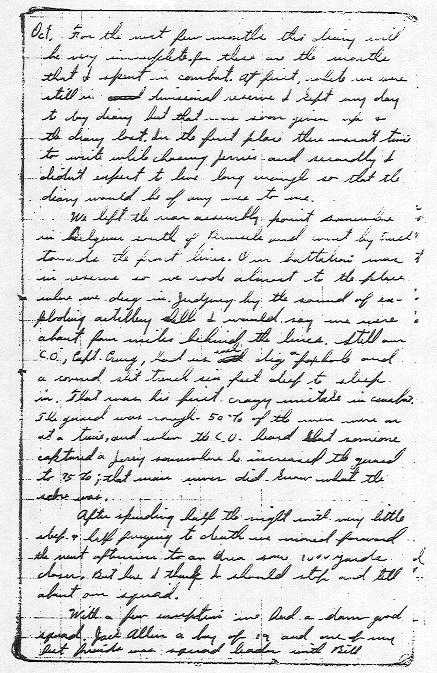 Oct. For the next few months this diary will
be very incomplete, for these are the months
that I spent in combat. At first, while we were
still in divisional reserve I kept my day
to day diary but that was soon given up &
the diary lost. In the first place there wasn't time
to write while chasing jerries and secondly I
didn't expect to live long enough so that the
diary would be of any use to me.
We left the rear assembly point somewhere
in Belgium south of Brussels and went by truck
towards the front lines. Our battalion was
in reserve so we rode almost to the place
where we dug in. Judging by the sound of ex-
ploding artillery shells I would say we were
about four miles behind the lines. Still our
C.O., Capt. Craig, had us dig foxhole and
a round slit trench six feet deep to sleep
in. That was his first crazy mistake in combat.
The guard was rough. 50% of the men were on
at a time, and when the C.O. heard that someone
captured a jerry somewhere he increased the guard
to 75%; that man never did know what the
score was.
After spending half the night with very little
sleep & half freezing to death we moved forward
the next afternoon to an area some 1000 yards
closer. But here I think I should stop and tell
about our squad.
With a few exceptions we had a damn good
squad. Jack Allen a boy of 19 and one of my
best friends was squad leader with Bill